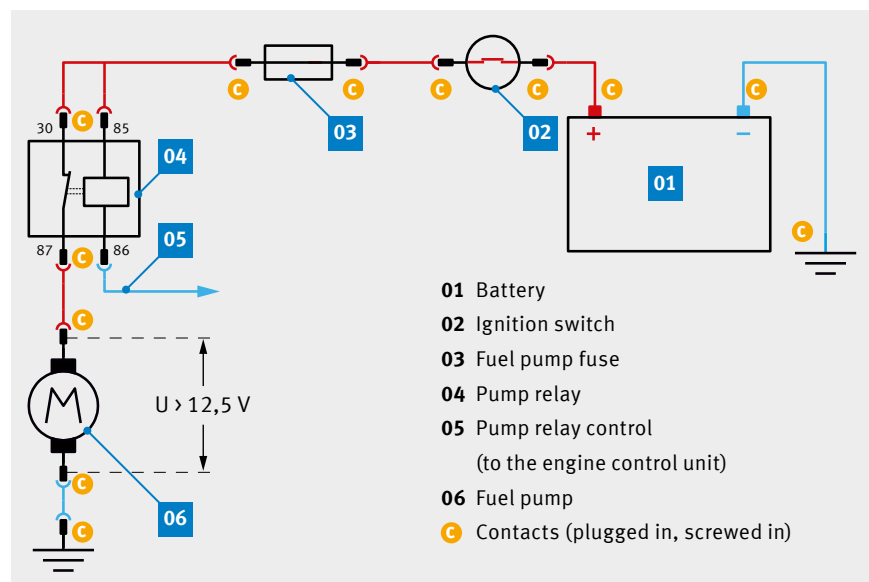 C C C C C C
03 02
+ −
30 C 85
04
01
87 C 86
05
C
C
01 Battery
02 Ignition switch
03 Fuel pump fuse
04 Pump relay
05 Pump relay control
(to the engine control unit)
06 Fuel pump
C Contacts (plugged in, screwed in)
M
U > 12,5 V
C
06
C